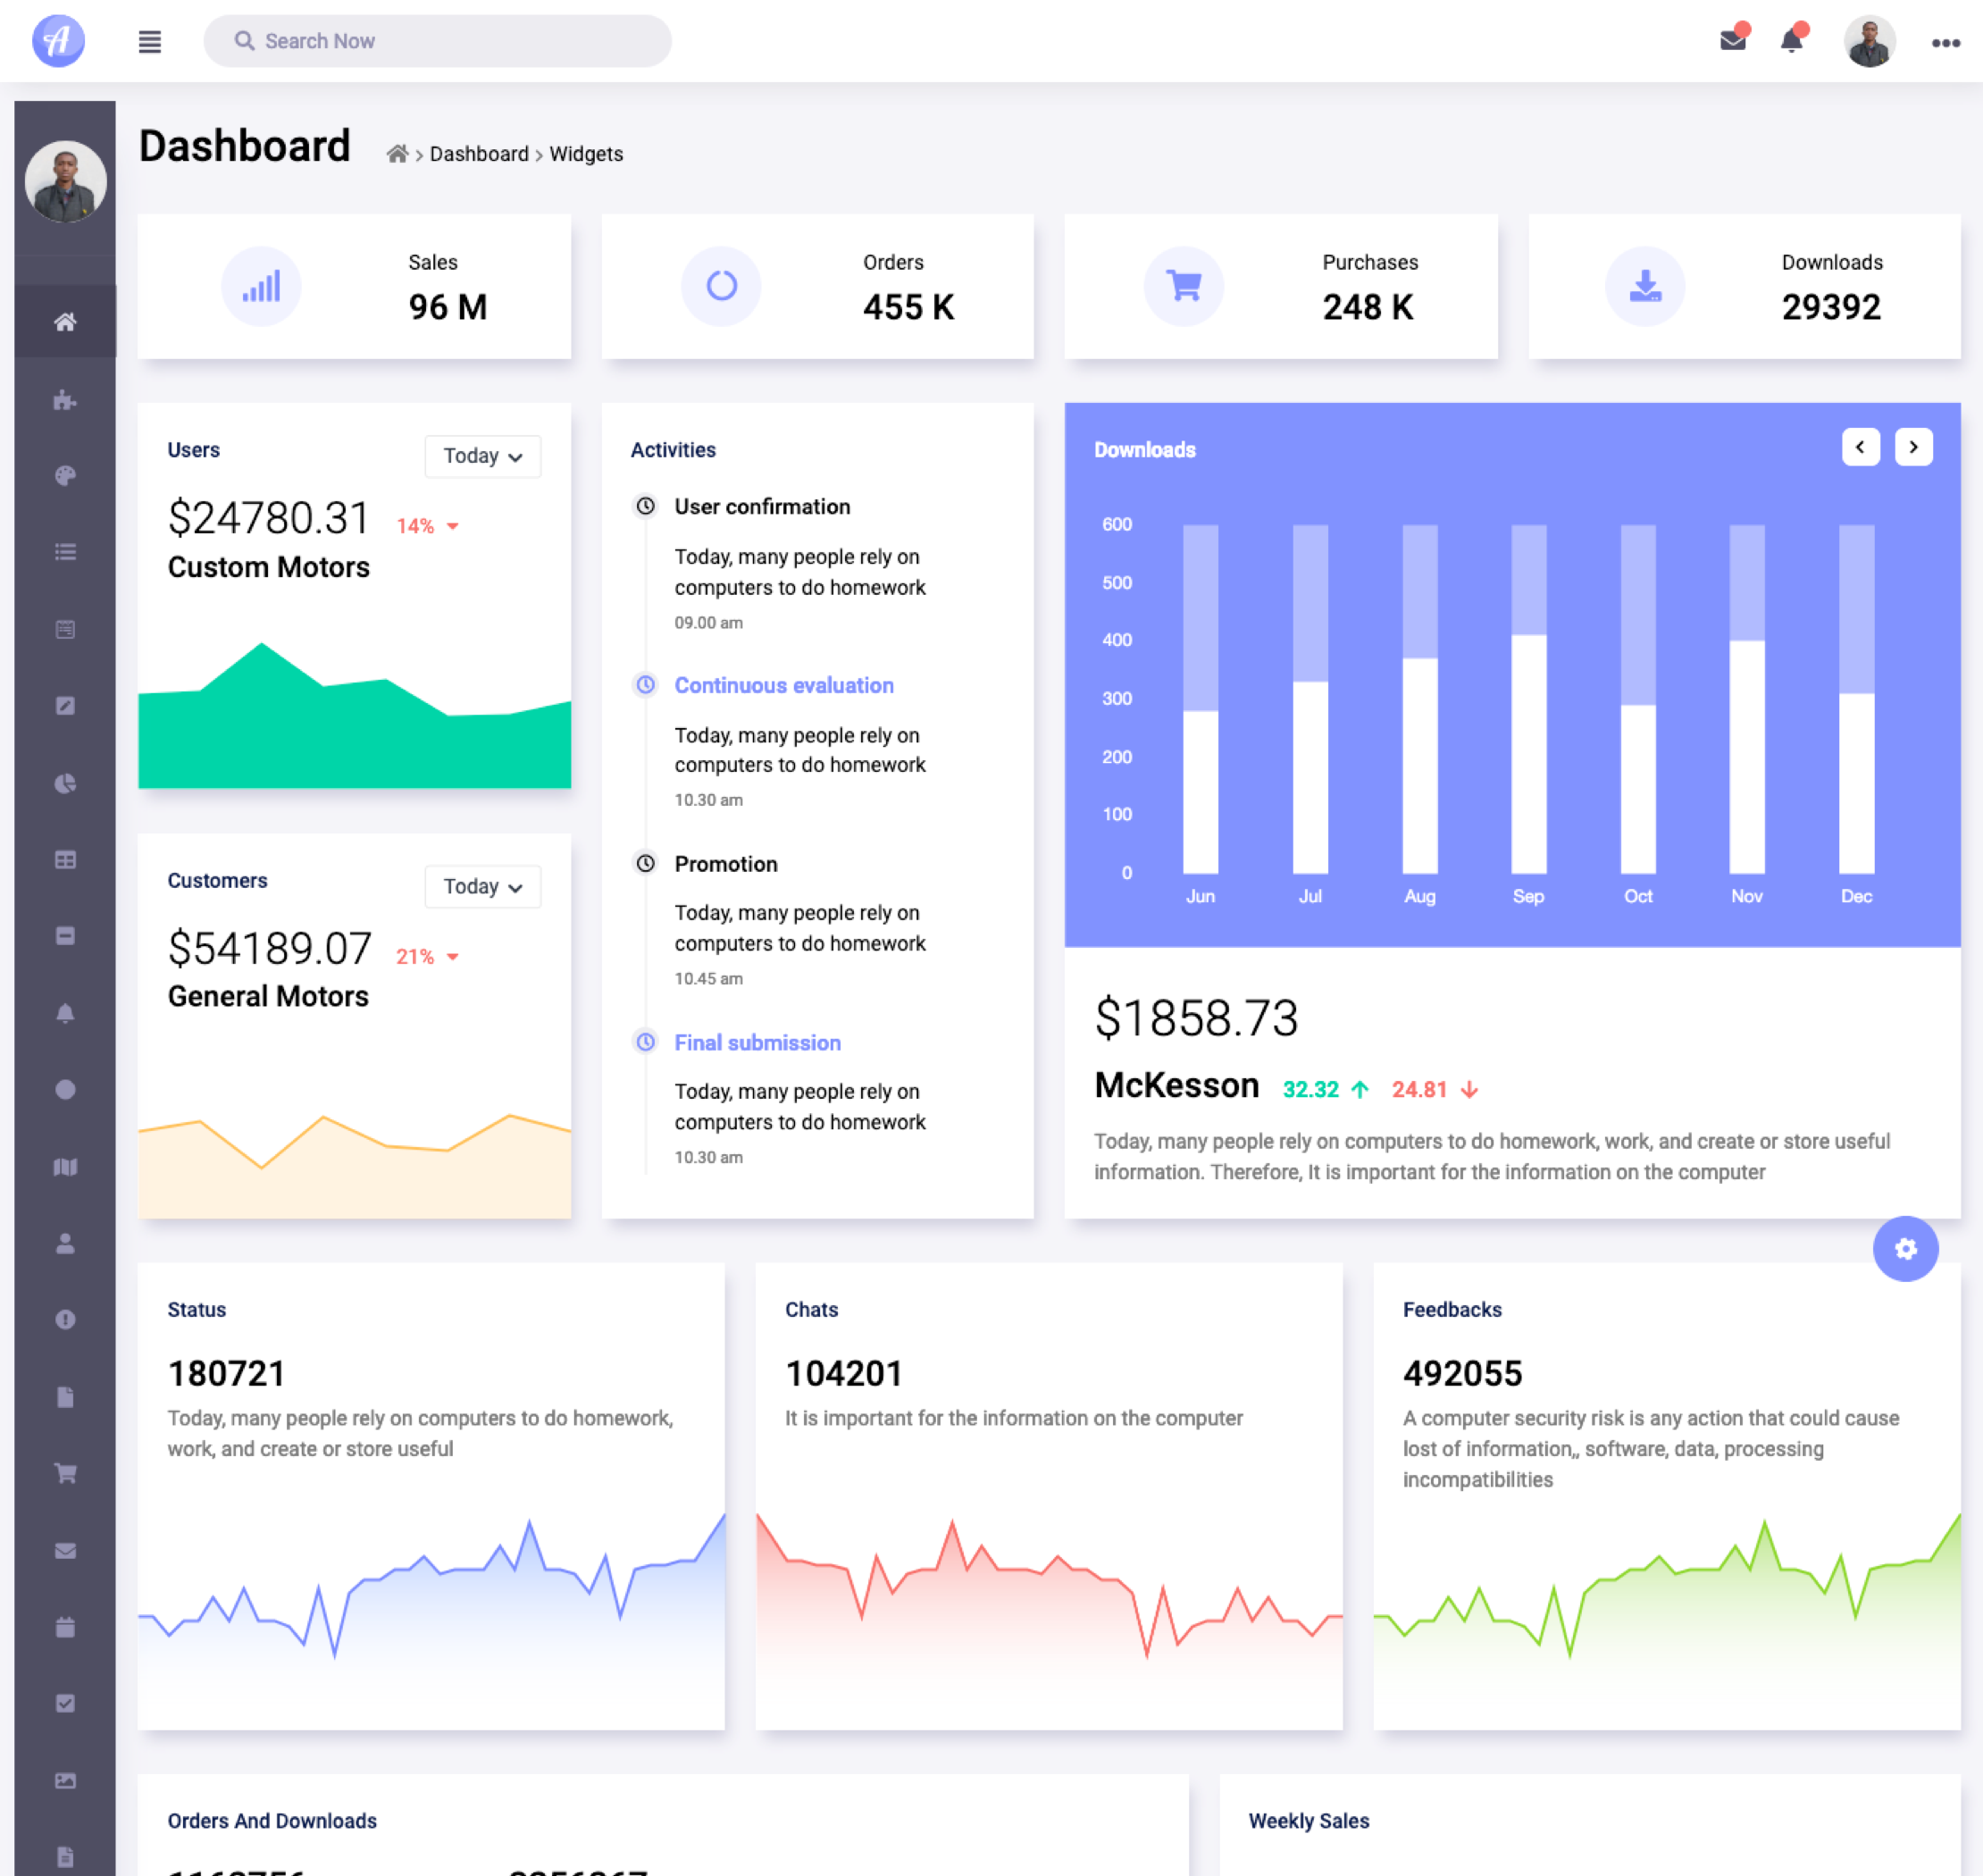 A
Search Now
Dashboard
> Dashboard > Widgets
Sales
96 M
Orders
455 K
Purchases
248 K
Downloads
29392
Users
Today
$24780.31 14%
Custom Motors
Customers
Today
$54189.07 21%
General Motors
Activities
User confirmation
Today, many people rely on
computers to do homework
09.00 am
Continuous evaluation
Today, many people rely on
computers to do homework
10.30 am
Promotion
Today, many people rely on
computers to do homework
10.45 am
Final submission
Today, many people rely on
computers to do homework
10.30 am
Downloads
600
500
400
300
200
100
0
Jun Jul Aug Sep Oct Nov Dec
$1858.73
McKesson 32.32 ↑ 24.81 ↓
Today, many people rely on computers to do homework, work, and create or store useful
information. Therefore, It is important for the information on the computer
Status
180721
Today, many people rely on computers to do homework,
work, and create or store useful
Chats
104201
It is important for the information on the computer
Feedbacks
492055
A computer security risk is any action that could cause
lost of information,, software, data, processing
incompatibilities
Orders And Downloads
Weekly Sales